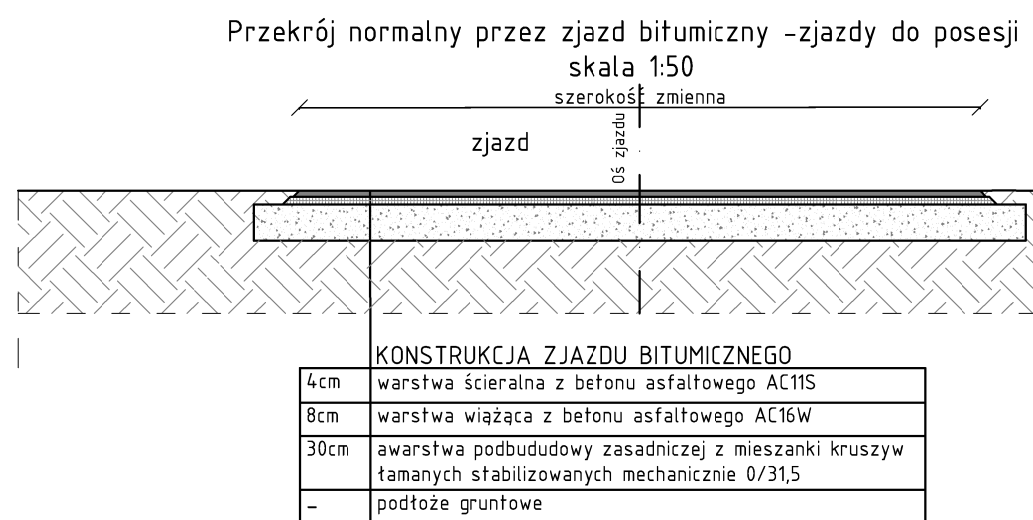 Przekrój normalny przez zjazd bitumiczny -zjazdy do posesji
skala 1:50
szerokość zmienna
zjazd
Oś zjazdu
KONSTRUKCJA ZJAZDU BITUMICZNEGO
4cm warstwa ścieralna z betonu asfaltowego AC11S
8cm warstwa wiążąca z betonu asfaltowego AC16W
30cm awarstwa podbududowy zasadniczej z mieszanki kruszyw
łamanych stabilizowanych mechanicznie 0/31,5
- podłoże gruntowe